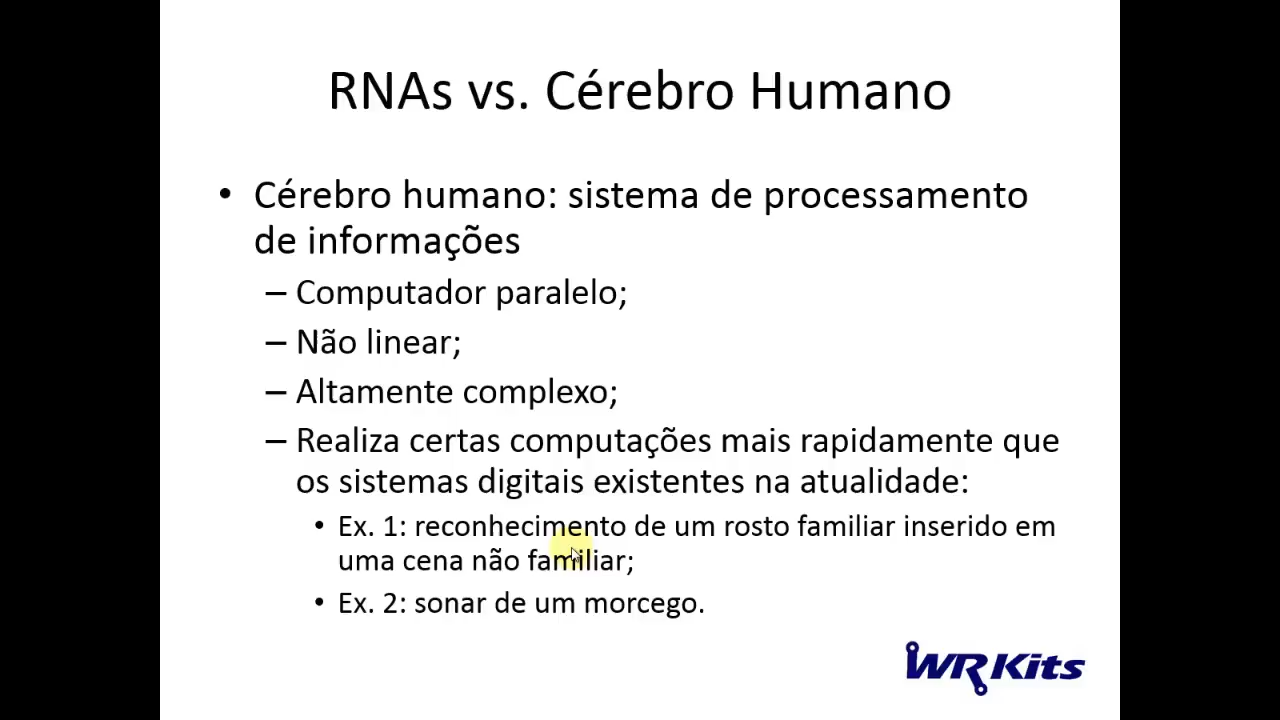 RNAs vs. Cérebro Humano
• Cérebro humano: sistema de processamento
de informações
– Computador paralelo;
– Não linear;
– Altamente complexo;
– Realiza certas computações mais rapidamente que
os sistemas digitais existentes na atualidade:
• Ex. 1: reconhecimento de um rosto familiar inserido em
uma cena não familiar;
• Ex. 2: sonar de um morcego.
WR Kits